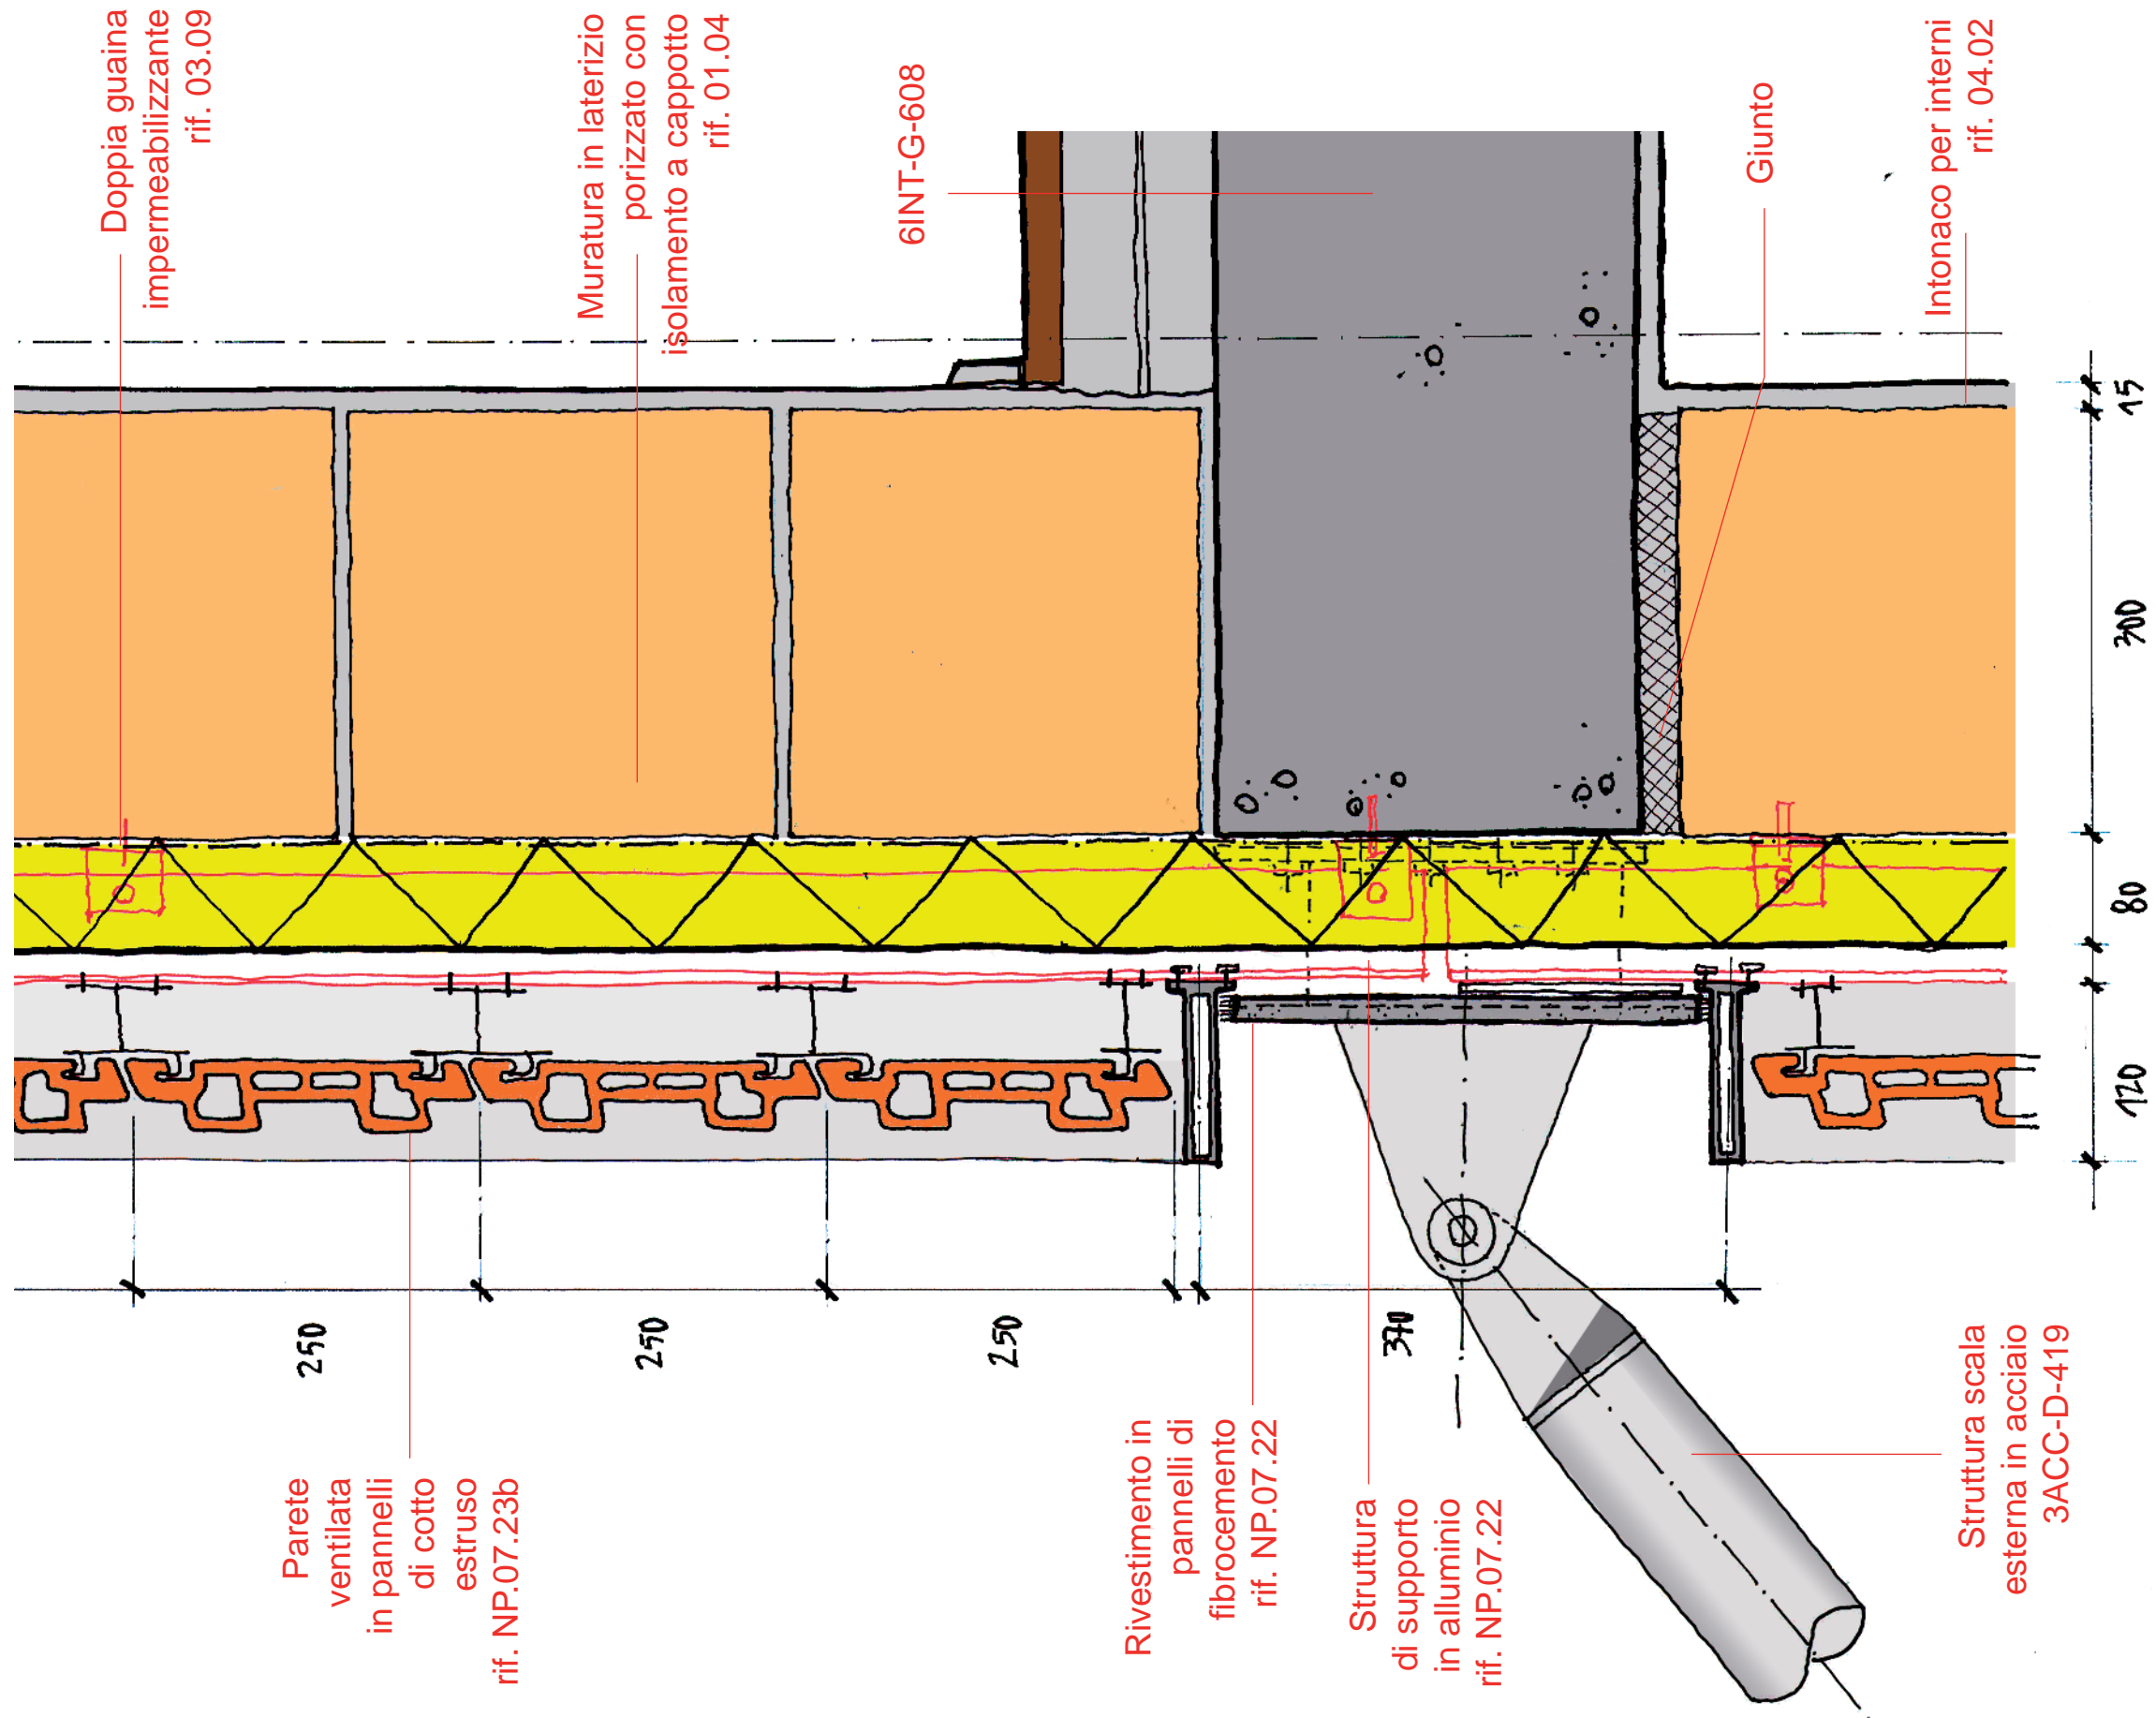 Doppia guaina
impermeabilizzante
rif. 03.09
Muratura in laterizio
porizzato con
isolamento a cappotto
rif. 01.04
6INT-G-608
Giunto
Intonaco per interni
rif. 04.02
15
300
80
120
250
250
250
370
Parete
ventilata
in pannelli
di cotto
estruso
rif. NP.07.23b
Rivestimento in
pannelli di
fibrocemento
rif. NP.07.22
Struttura
di supporto
in alluminio
rif. NP.07.22
Struttura scala
esterna in acciaio
3ACC-D-419